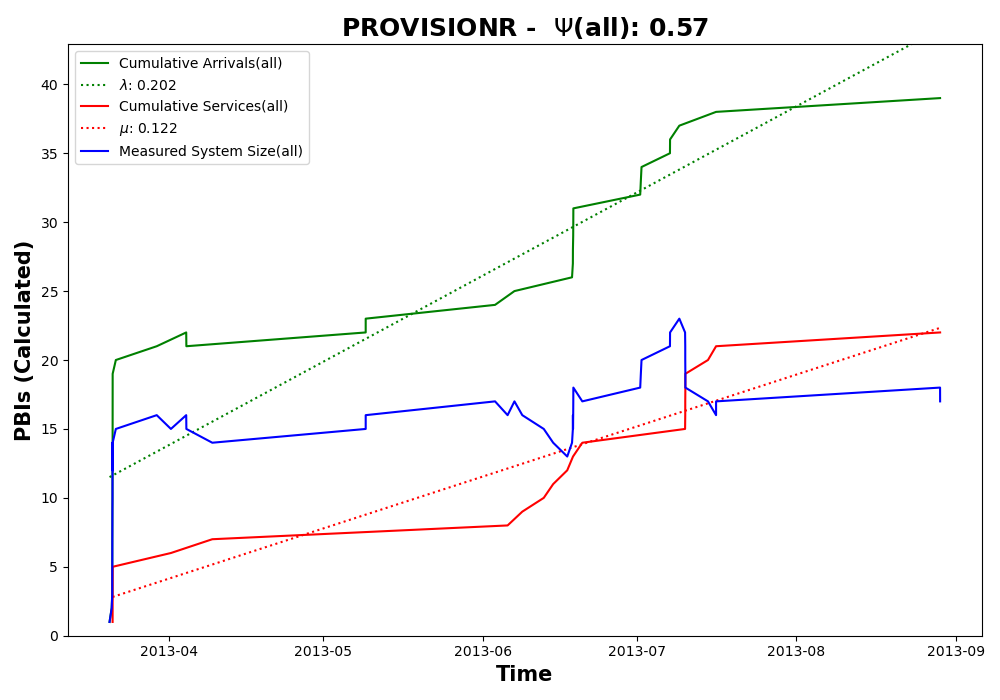 PROVISIONR - Ψ(all): 0.57
Cumulative Arrivals(all)
λ: 0.202
Cumulative Services(all)
μ: 0.122
Measured System Size(all)
PBIs (Calculated)
40
35
30
25
20
15
10
5
0
2013-04 2013-05 2013-06 2013-07 2013-08 2013-09
Time